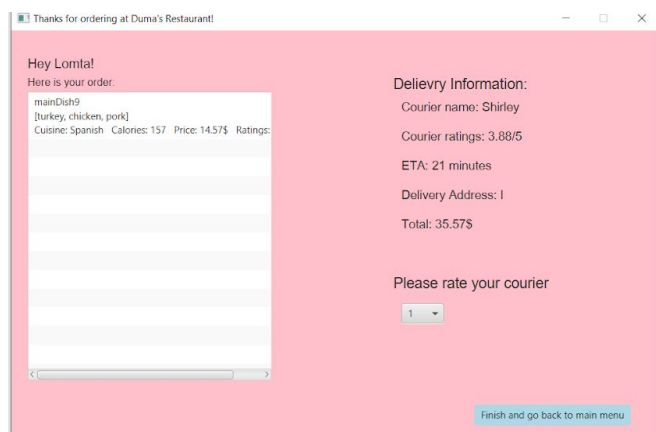 Thanks for ordering at Duma's Restaurant!
Hey Lomta!
Here is your order:
mainDish9
[turkey, chicken, pork]
Cuisine: Spanish Calories: 157 Price: 14.57$ Ratings:
Delievry Information:
Courier name: Shirley
Courier ratings: 3.88/5
ETA: 21 minutes
Delivery Address: I
Total: 35.57$
Please rate your courier
1
Finish and go back to main menu